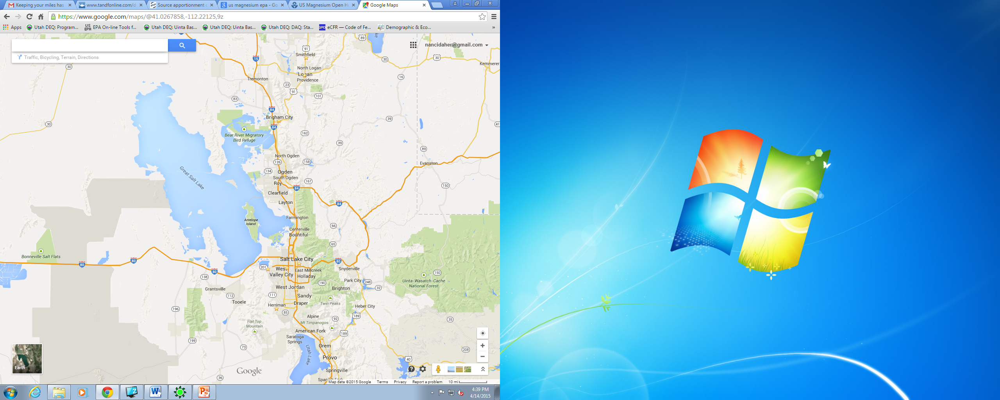 Keeping your miles has
www.tandfonline.com/d
Source apportionment
us magnesium epa - Go
US Magnesium Open H
Google Maps
https://www.google.com/maps/@41.0267858,-112.22125,9z
Apps
Utah DEQ: Program...
US EPA
EPA On-line Tools f...
Utah DEQ: Uinta Bas...
Utah DEQ: Uinta Bas...
Utah DEQ: DAQ: Sta...
GPO
eCFR — Code of Fe...
Demographic & Eco...
»
nancidaher@gmail.com
Traffic, Bicycling, Terrain, Directions
89
91
Smithfield
15
30
30
Kemmerer
30
North Logan
Logan
Providence
16
Tremonton
23
91
101
83
84
Brigham City
39
30
84
41
Bear River Migratory
Bird Refuge
162
39
89
North Ogden
126
158
Evanston
134
Ogden
South Ogden
Roy
167
Great Salt Lake
150
84
Clearfield
Layton
84
Farmington
Antelope
Island
66
Centerville
Bountiful
65
Bonneville Salt Flats
80
80
80
Salt Lake City
80
201
West
Valley City
East Millcreek
Holladay
Snyderville
150
138
190
Park City
248
Uinta-Wasatch-Cache
National Forest
Grantsville
West Jordan
Brighton
32
112
111
Sandy
Tooele
Herriman
Draper
Twin Peaks
Heber City
196
85
Alpine
189
92
35
Flat Top
Mountain
Mt Timpanogos
American Fork
189
Saratoga
Springs
199
73
Orem
208
Utah Lake
Provo
40
Earth
Google
Springville
36
Spanish Fork
Map data ©2015 Google
Terms
Privacy
Report a problem
10 mi
4:39 PM
4/14/2015